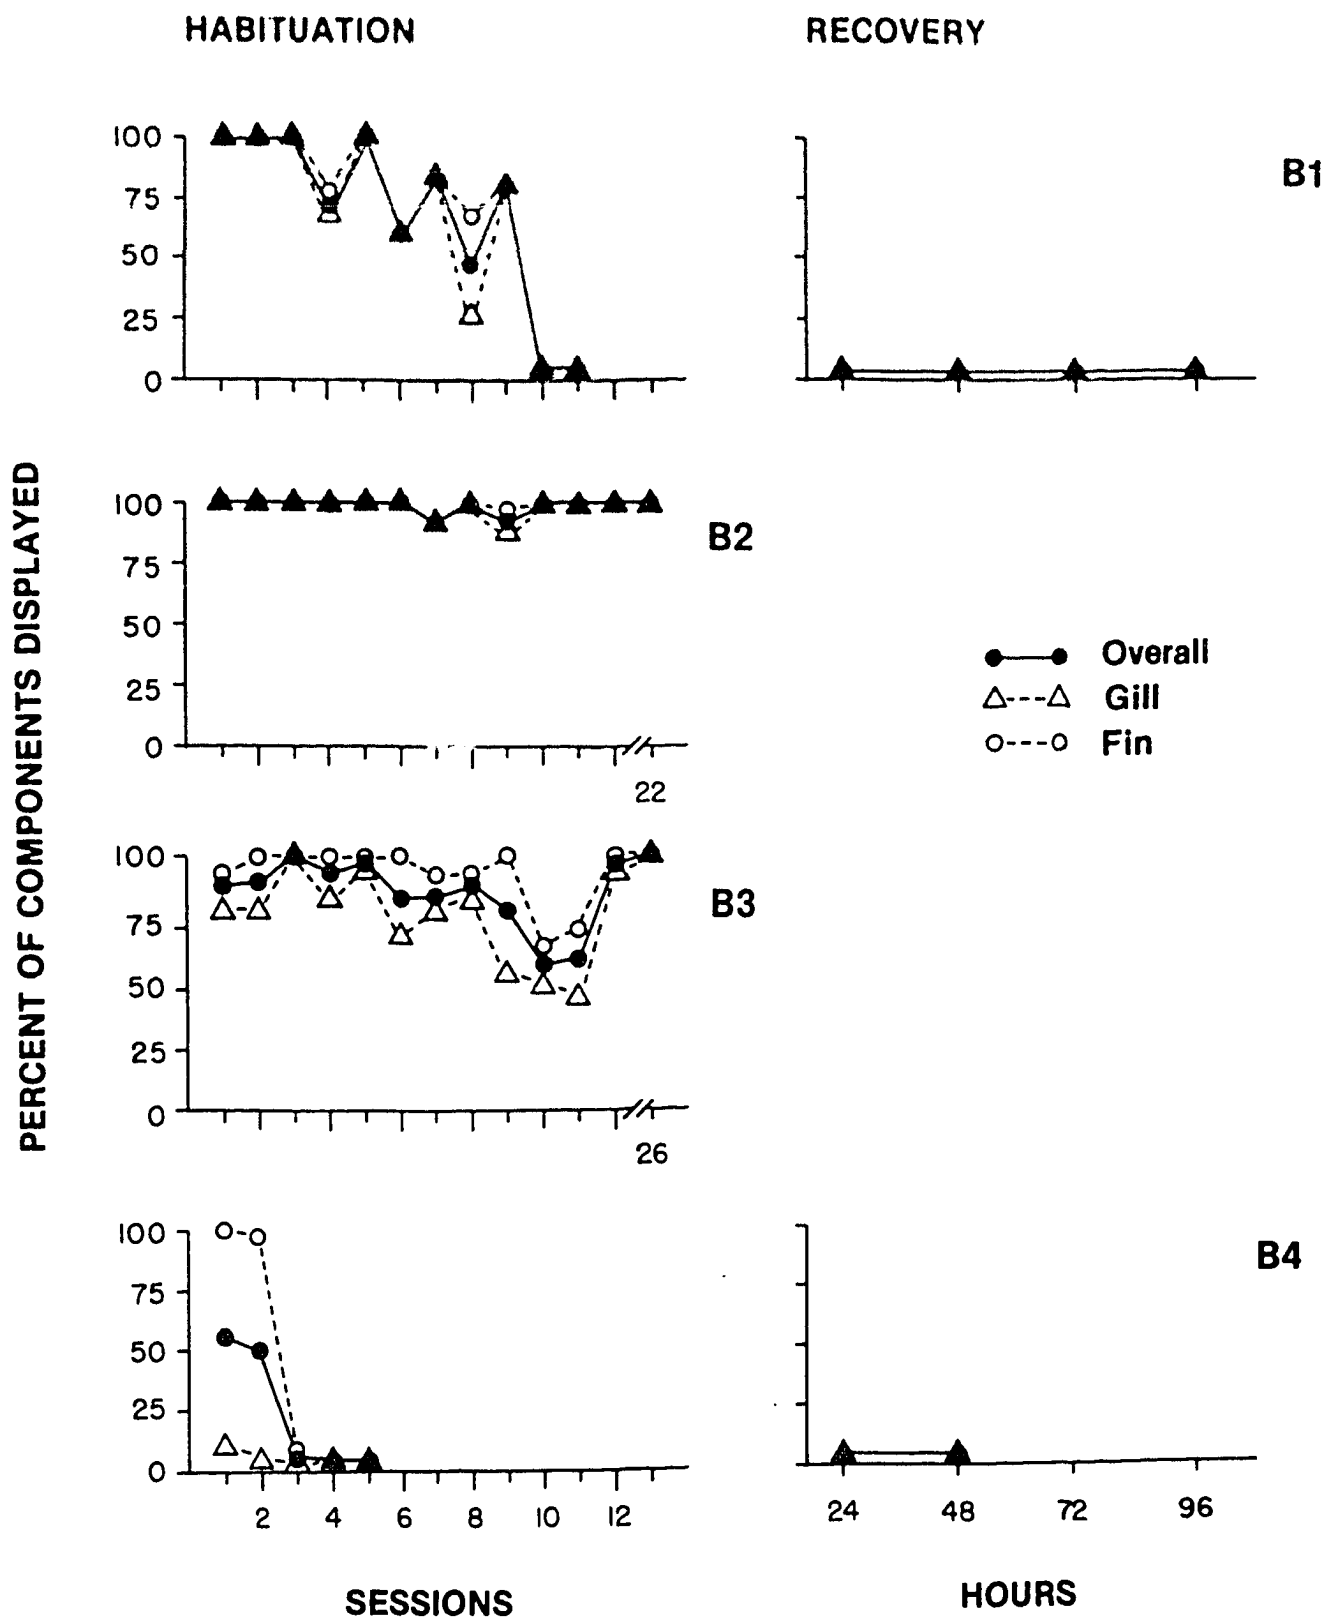 HABITUATION RECOVERY
100
75
50
25
0
B1
100
75
50
25
0
22
B2
Overall
Gill
Fin
100
75
50
25
0
26
B3
100
75
50
25
0
2 4 6 8 10 12
24 48 72 96
B4
SESSIONS HOURS
PERCENT OF COMPONENTS DISPLAYED